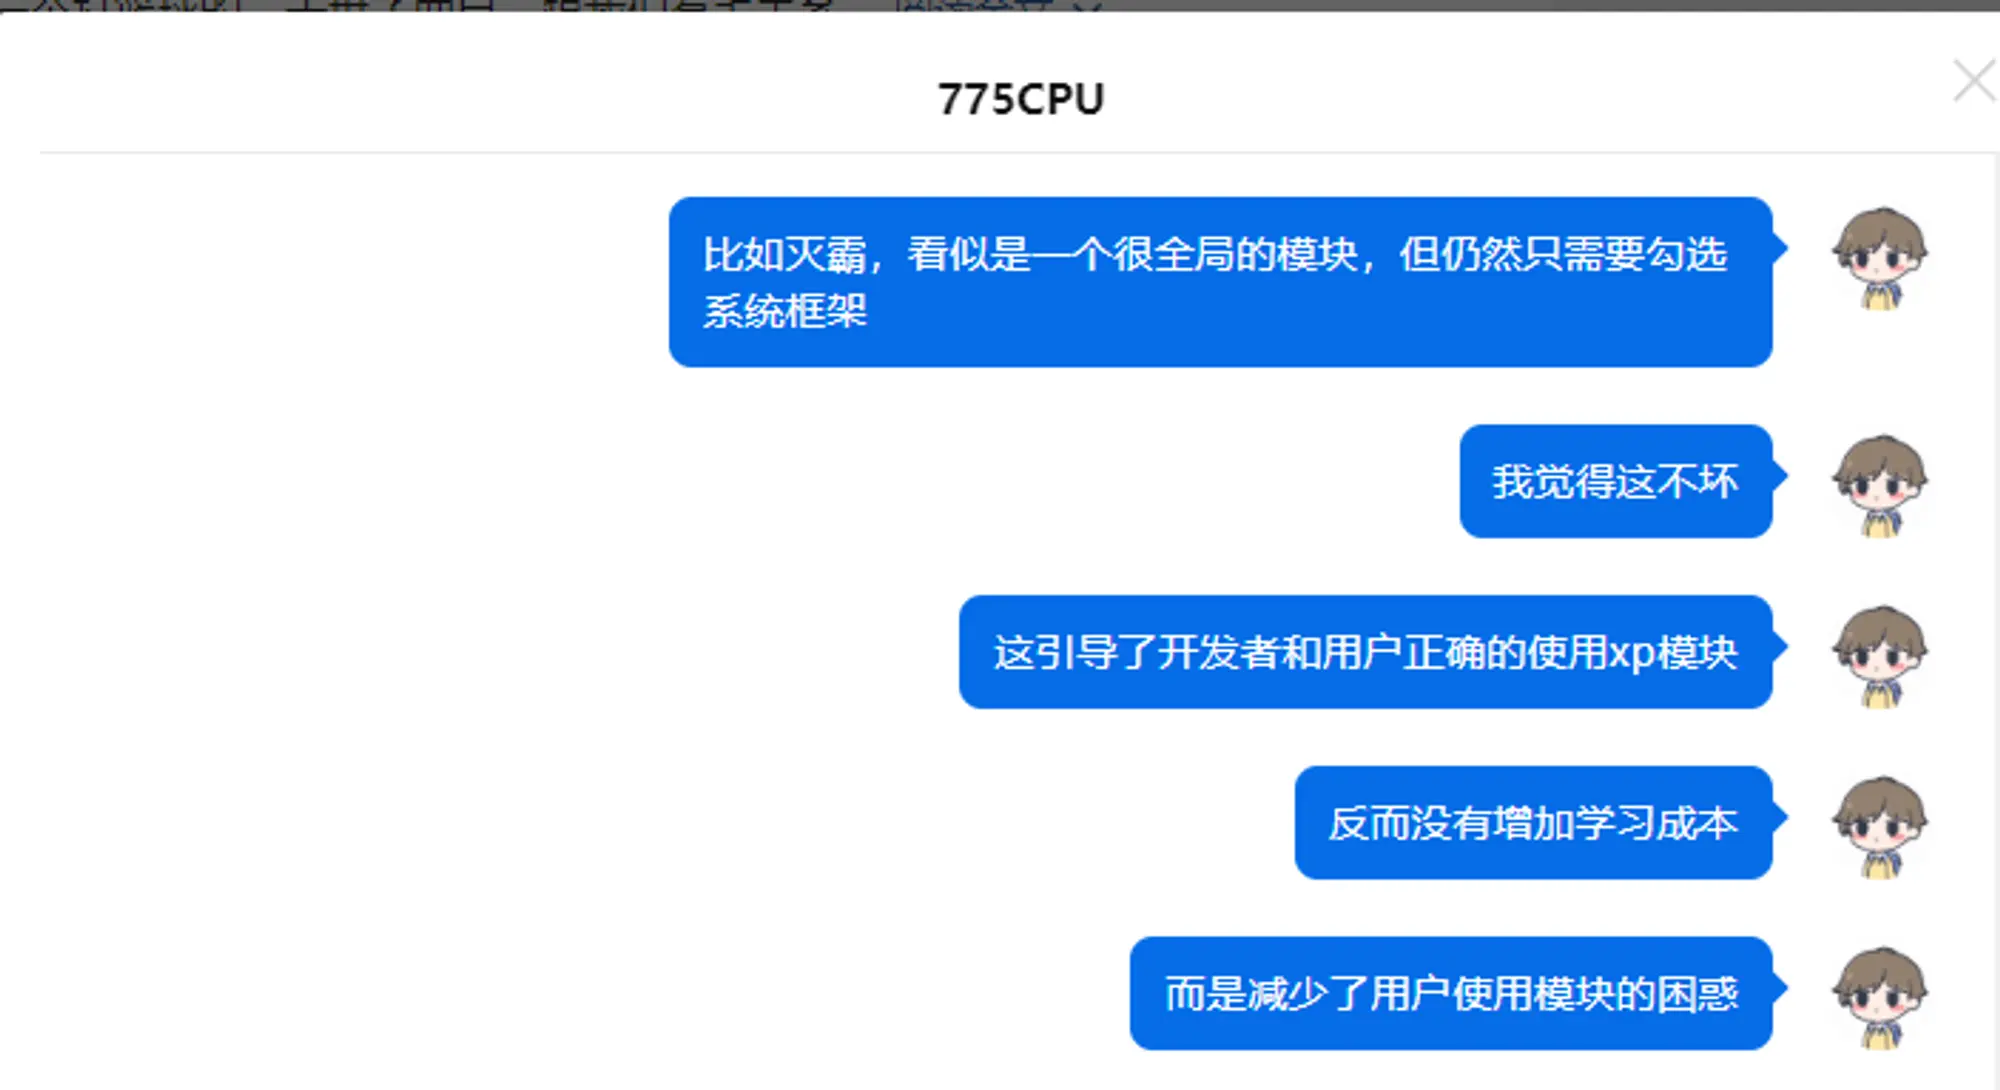 775CPU
比如灭霸，看似是一个很全局的模块，但仍然只需要勾选
系统框架
我觉得这不坏
这引导了开发者和用户正确的使用xp模块
反而没有增加学习成本
而是减少了用户使用模块的困惑